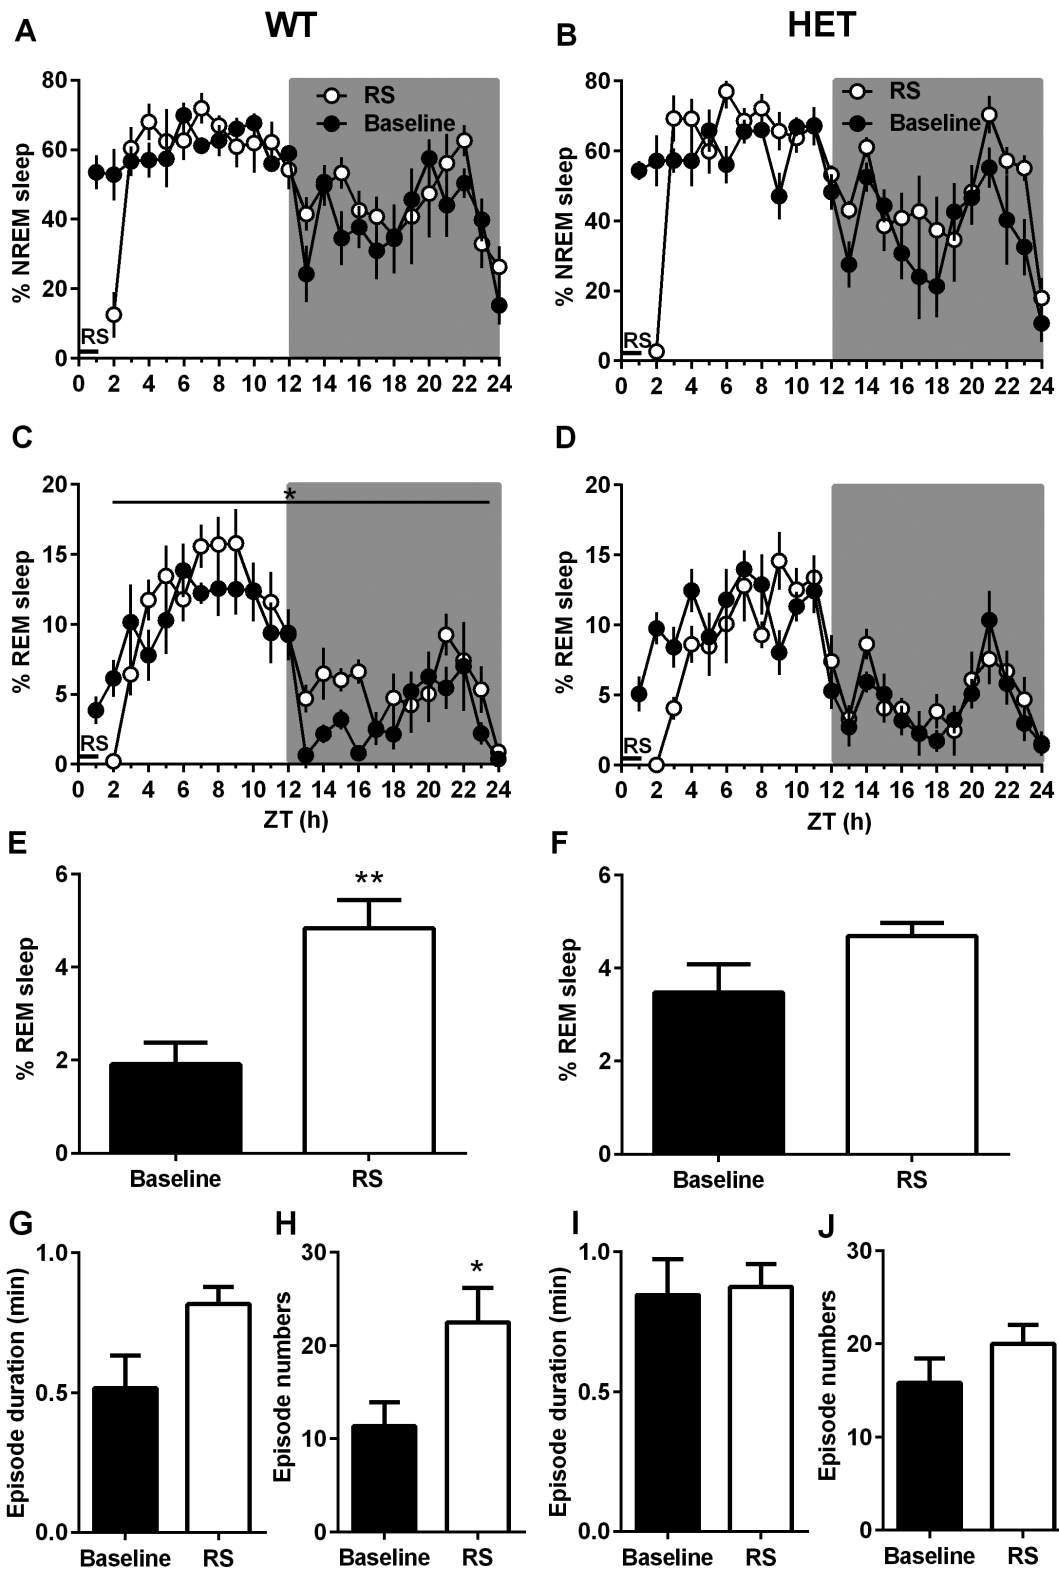 WT
HET
A
B
80
60
40
20
0
% NREM sleep
RS
Baseline
RS
0 2 4 6 8 10 12 14 16 18 20 22 24
80
60
40
20
0
% NREM sleep
RS
Baseline
RS
0 2 4 6 8 10 12 14 16 18 20 22 24
C
D
20
15
10
5
0
% REM sleep
*
RS
0 2 4 6 8 10 12 14 16 18 20 22 24
ZT (h)
20
15
10
5
0
% REM sleep
RS
0 2 4 6 8 10 12 14 16 18 20 22 24
ZT (h)
E
F
6
4
2
0
% REM sleep
**
Baseline RS
6
4
2
0
% REM sleep
Baseline RS
G
H
I
J
1.0
0.5
0.0
Episode duration (min)
Baseline RS
30
20
10
0
Episode numbers
*
Baseline RS
1.0
0.5
0.0
Episode duration (min)
Baseline RS
30
20
10
0
Episode numbers
Baseline RS